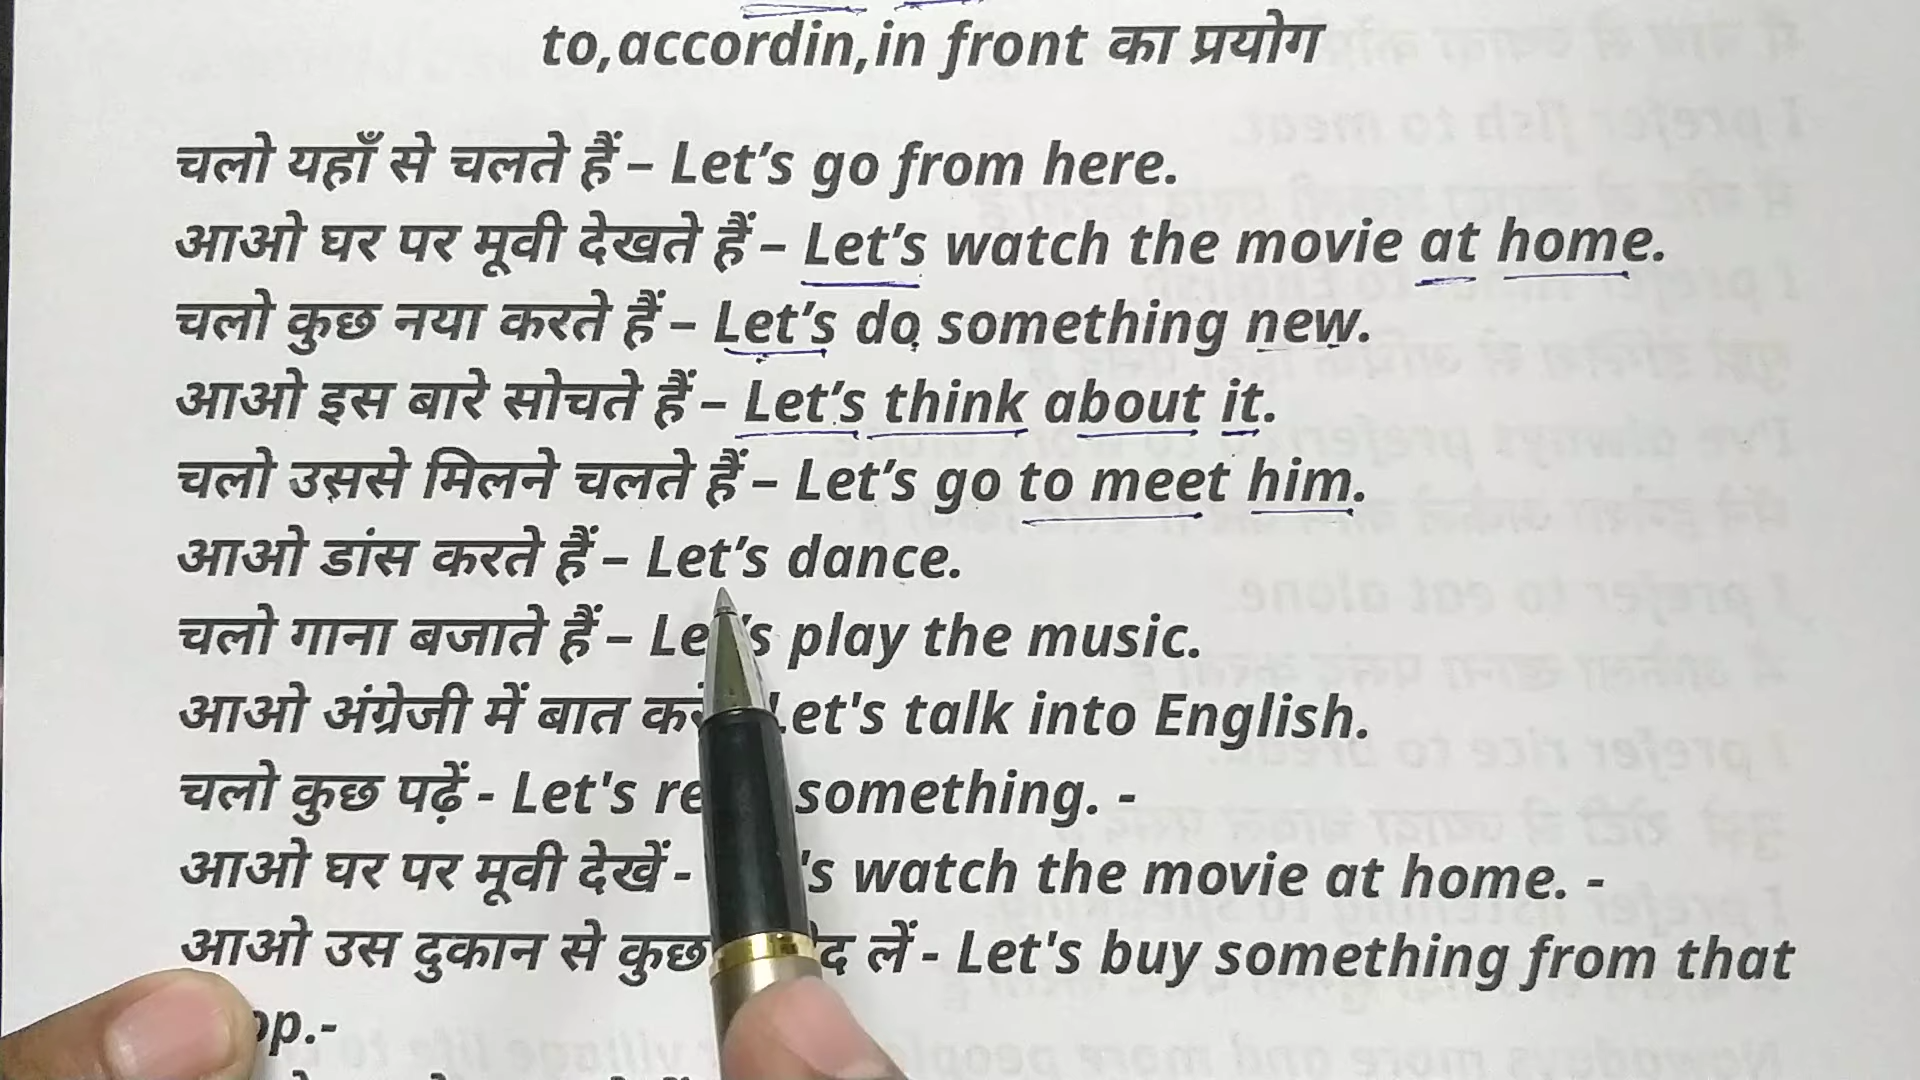 to,accordin,in front का प्रयोग
चलो यहाँ से चलते हैं – Let’s go from here.
आओ घर पर मूवी देखते हैं – Let’s watch the movie at home.
चलो कुछ नया करते हैं – Let’s do something new.
आओ इस बारे सोचते हैं – Let’s think about it.
चलो उससे मिलने चलते हैं – Let’s go to meet him.
आओ डांस करते हैं – Let’s dance.
चलो गाना बजाते हैं – Let’s play the music.
आओ अंग्रेजी में बात Let's talk into English.
चलो कुछ पढ़ें - Let's something. -
आओ घर पर मूवी देखें - watch the movie at home. -
आओ उस दुकान से कुछ लें - Let's buy something from that